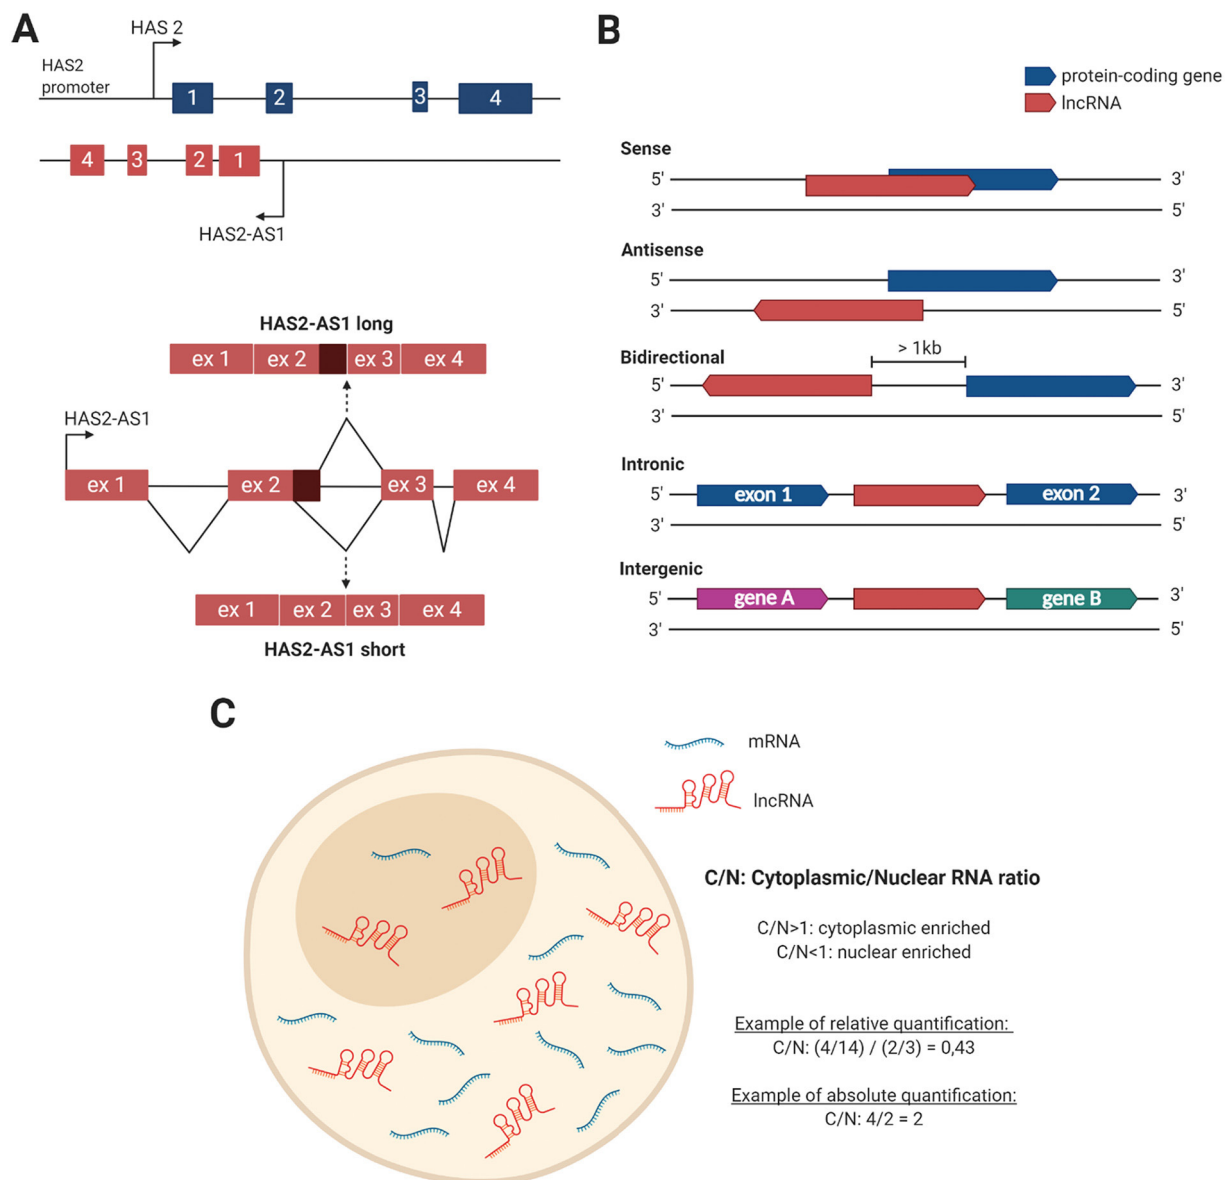 A
HAS 2
HAS2
promoter
1 2 3 4
4 3 2 1
HAS2-AS1
HAS2-AS1 long
ex 1 ex 2 ex 3 ex 4
HAS2-AS1
ex 1 ex 2 ex 3 ex 4
ex 1 ex 2 ex 3 ex 4
HAS2-AS1 short
B
protein-coding gene
lncRNA
Sense
5' 3'
3' 5'
Antisense
5' 3'
3' 5'
Bidirectional
> 1kb
5' 3'
3' 5'
Intronic
5' exon 1 exon 2 3'
3' 5'
Intergenic
5' gene A gene B 3'
3' 5'
C
mRNA
lncRNA
C/N: Cytoplasmic/Nuclear RNA ratio
C/N>1: cytoplasmic enriched
C/N<1: nuclear enriched
Example of relative quantification:
C/N: (4/14) / (2/3) = 0,43
Example of absolute quantification:
C/N: 4/2 = 2